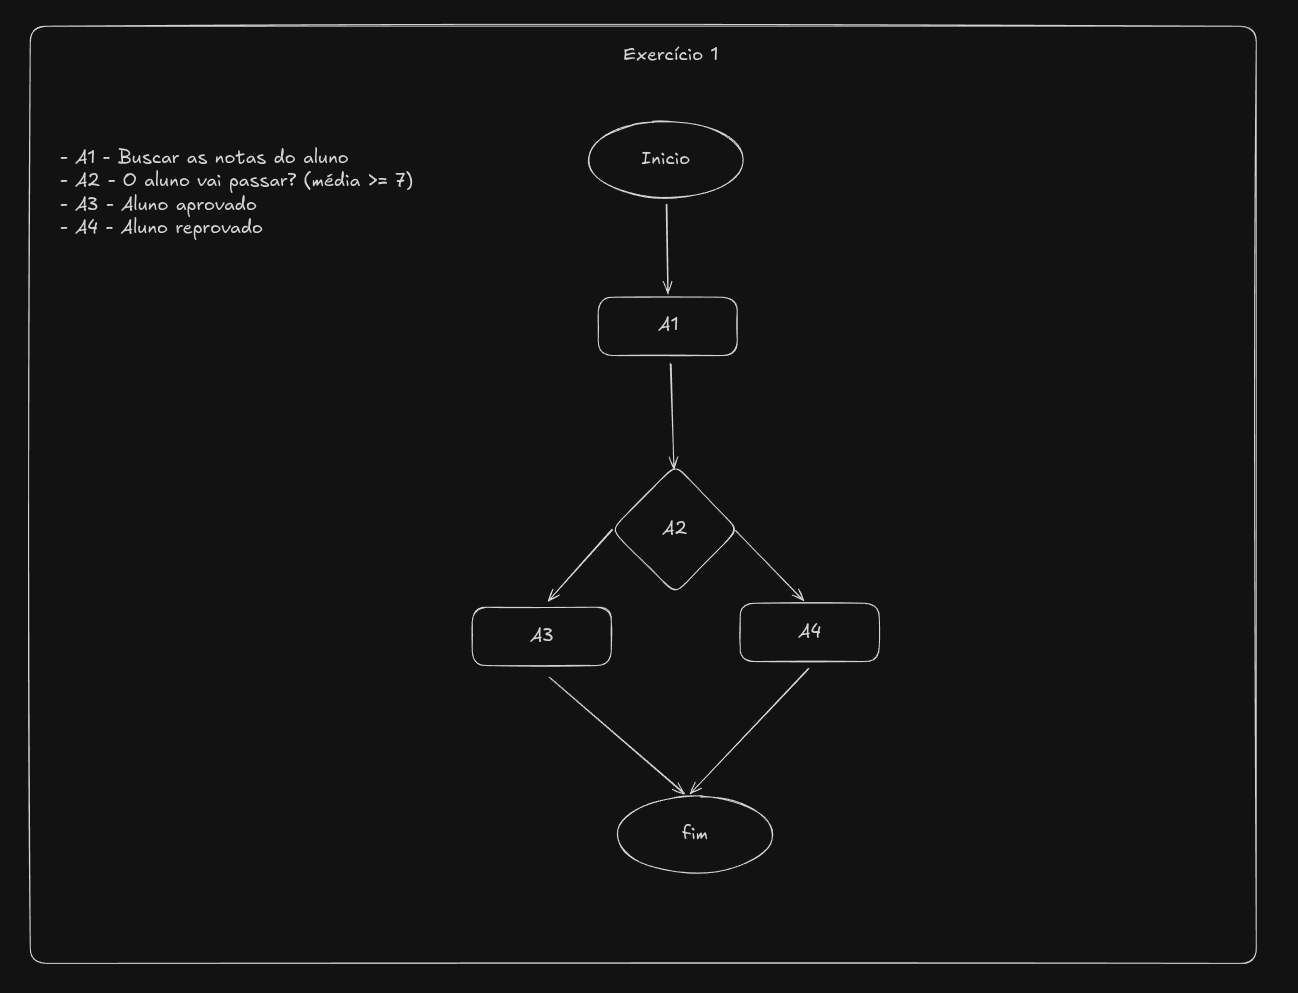 Exercício 1
- A1 - Buscar as notas do aluno
- A2 - O aluno vai passar? (média >= 7)
- A3 - Aluno aprovado
- A4 - Aluno reprovado
Inicio
A1
A2
A3
A4
fim